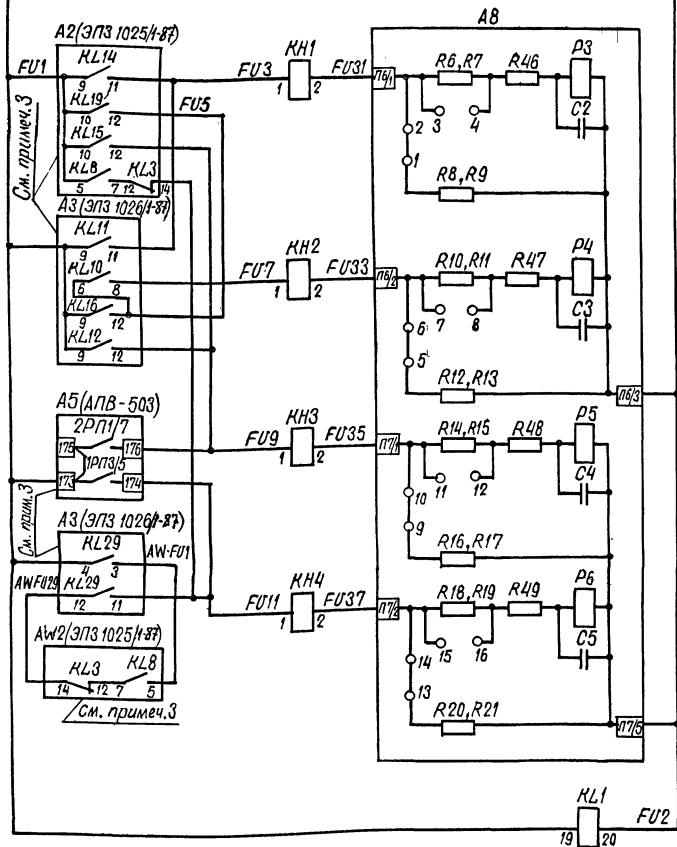 A2 (ЭПЗ 1025/1-87)
A8
FU1
KL14
9 11
KL19
10 12
KL15
10 12
KL8
5 7
KL3
12 14
FU5
FU3
KH1
1 2
FU31
П6/1
R6, R7
R46
P3
C2
3 4
2
1
R8, R9
См. примеч. 3
A3 (ЭПЗ 1026/1-87)
KL11
9 11
KL10
6 8
KL16
9 12
KL12
9 12
FU7
KH2
1 2
FU33
П6/2
R10, R11
R47
P4
C3
7 8
6
5
R12, R13
П6/3
A5 (АПВ-503)
2РП1/7
175 176
1РП3/5
173 174
FU9
KH3
1 2
FU35
П7/1
R14, R15
R48
P5
C4
11 12
10
9
R16, R17
См. прим. 3
A3 (ЭПЗ 1026/1-87)
KL29
4 3
AW-FU1
AWFU29
KL29
12 11
FU11
KH4
1 2
FU37
П7/2
R18, R19
R49
P6
C5
15 16
14
13
R20, R21
П7/5
AW2 (ЭПЗ 1025/1-87)
KL3
14 12
KL8
7 5
См. примеч. 3
KL1
19 20
FU2